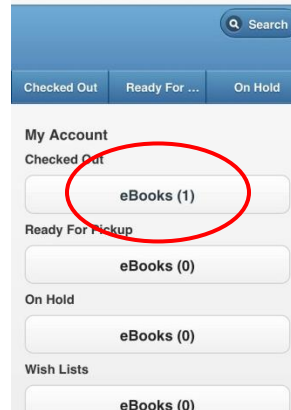 Search
Checked Out Ready For ... On Hold
My Account
Checked Out
eBooks (1)
Ready For Pickup
eBooks (0)
On Hold
eBooks (0)
Wish Lists
eBooks (0)